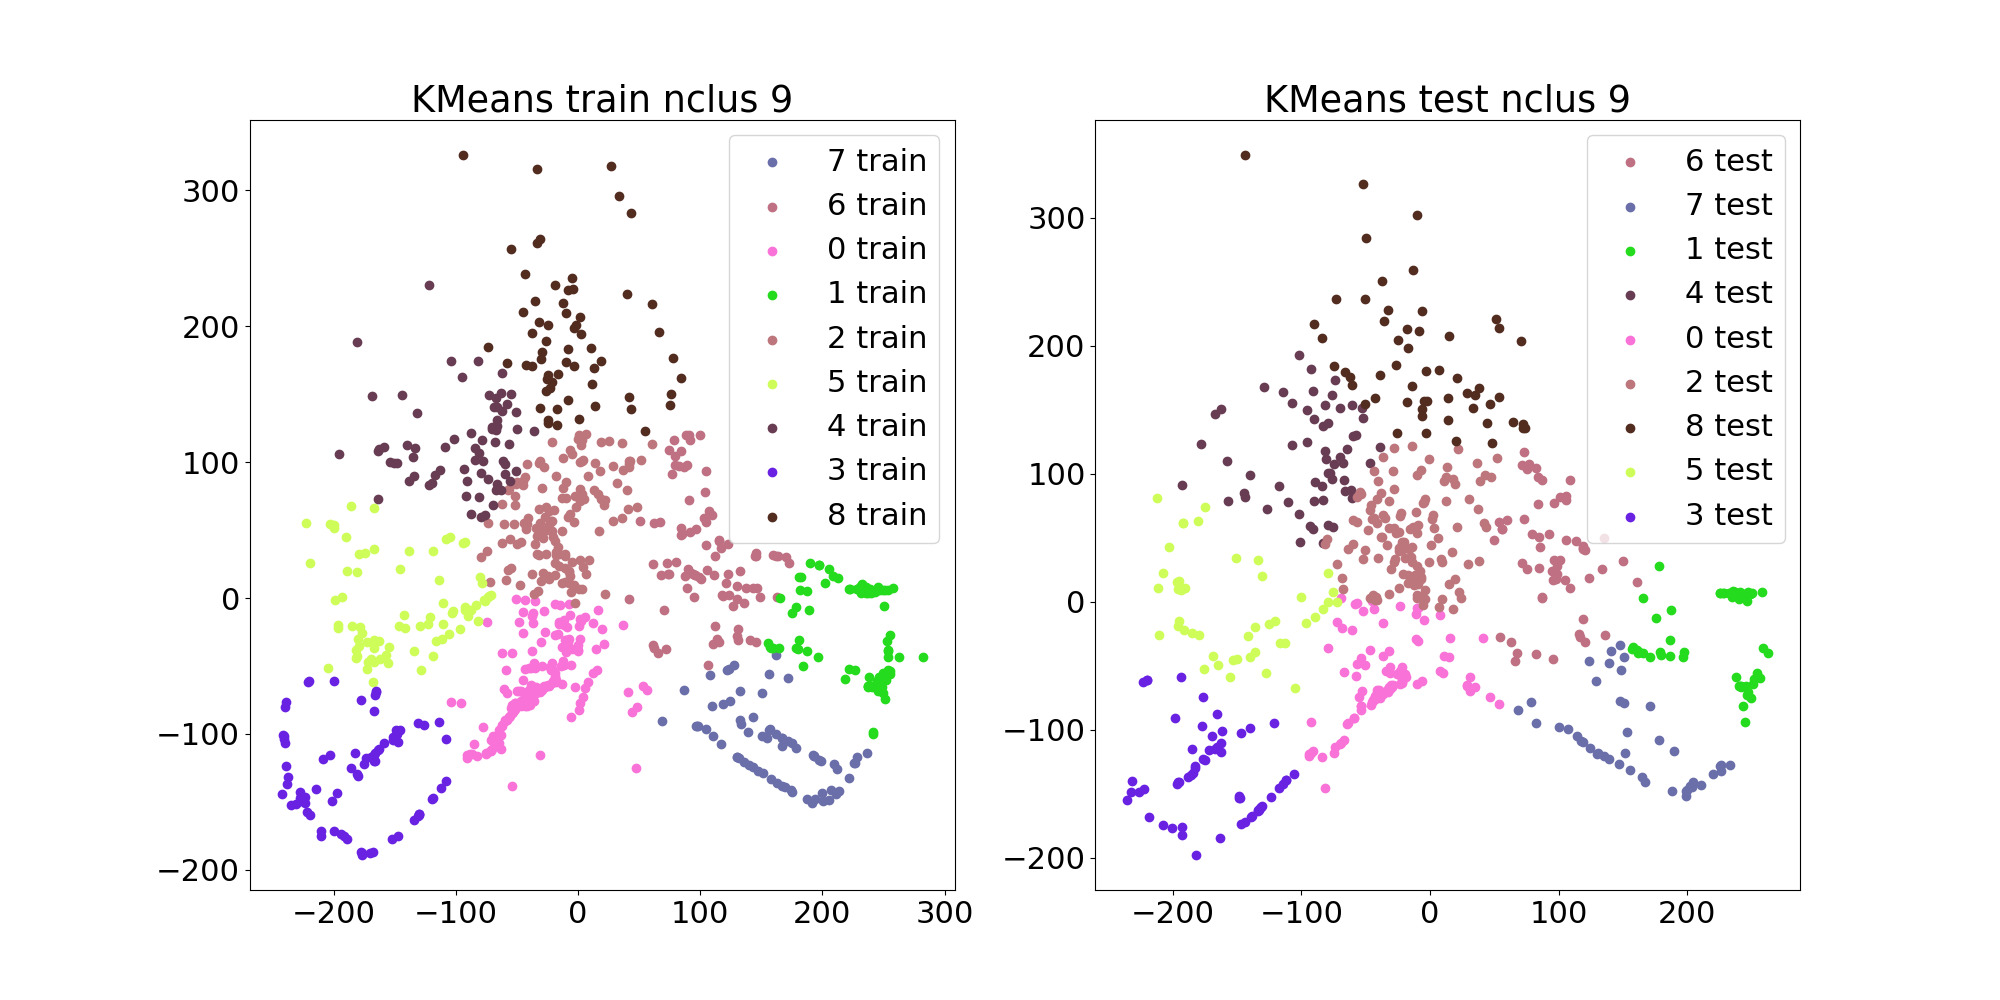 KMeans train nclus 9
300
200
100
0
−100
−200
−200 −100 0 100 200 300
7 train
6 train
0 train
1 train
2 train
5 train
4 train
3 train
8 train
KMeans test nclus 9
300
200
100
0
−100
−200
−200 −100 0 100 200
6 test
7 test
1 test
4 test
0 test
2 test
8 test
5 test
3 test